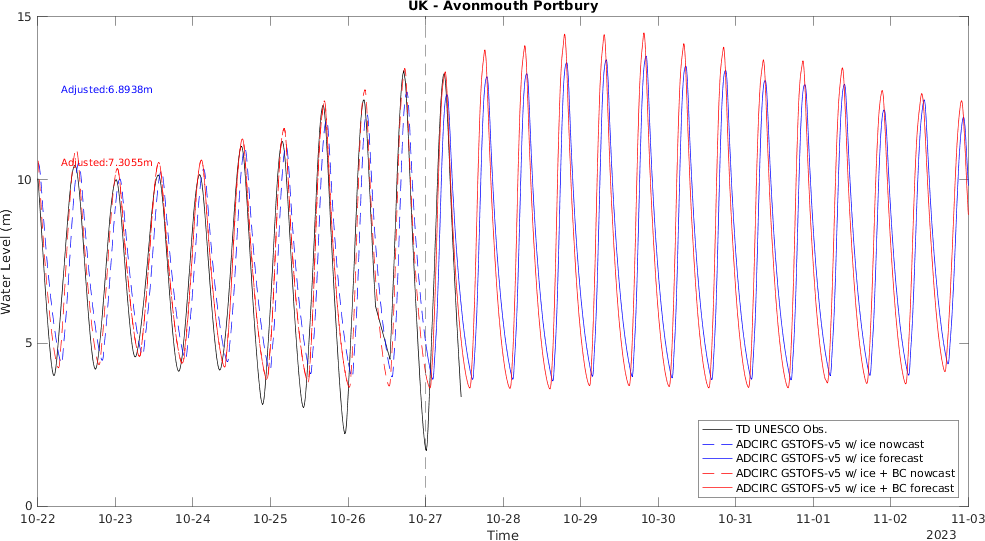 UK - Avonmouth Portbury
15
10
5
0
Water Level (m)
Adjusted:6.8938m
Adjusted:7.3055m
TD UNESCO Obs.
ADCIRC GSTOFS-v5 w/ ice nowcast
ADCIRC GSTOFS-v5 w/ ice forecast
ADCIRC GSTOFS-v5 w/ ice + BC nowcast
ADCIRC GSTOFS-v5 w/ ice + BC forecast
10-22 10-23 10-24 10-25 10-26 10-27 10-28 10-29 10-30 10-31 11-01 11-02 11-03
Time
2023